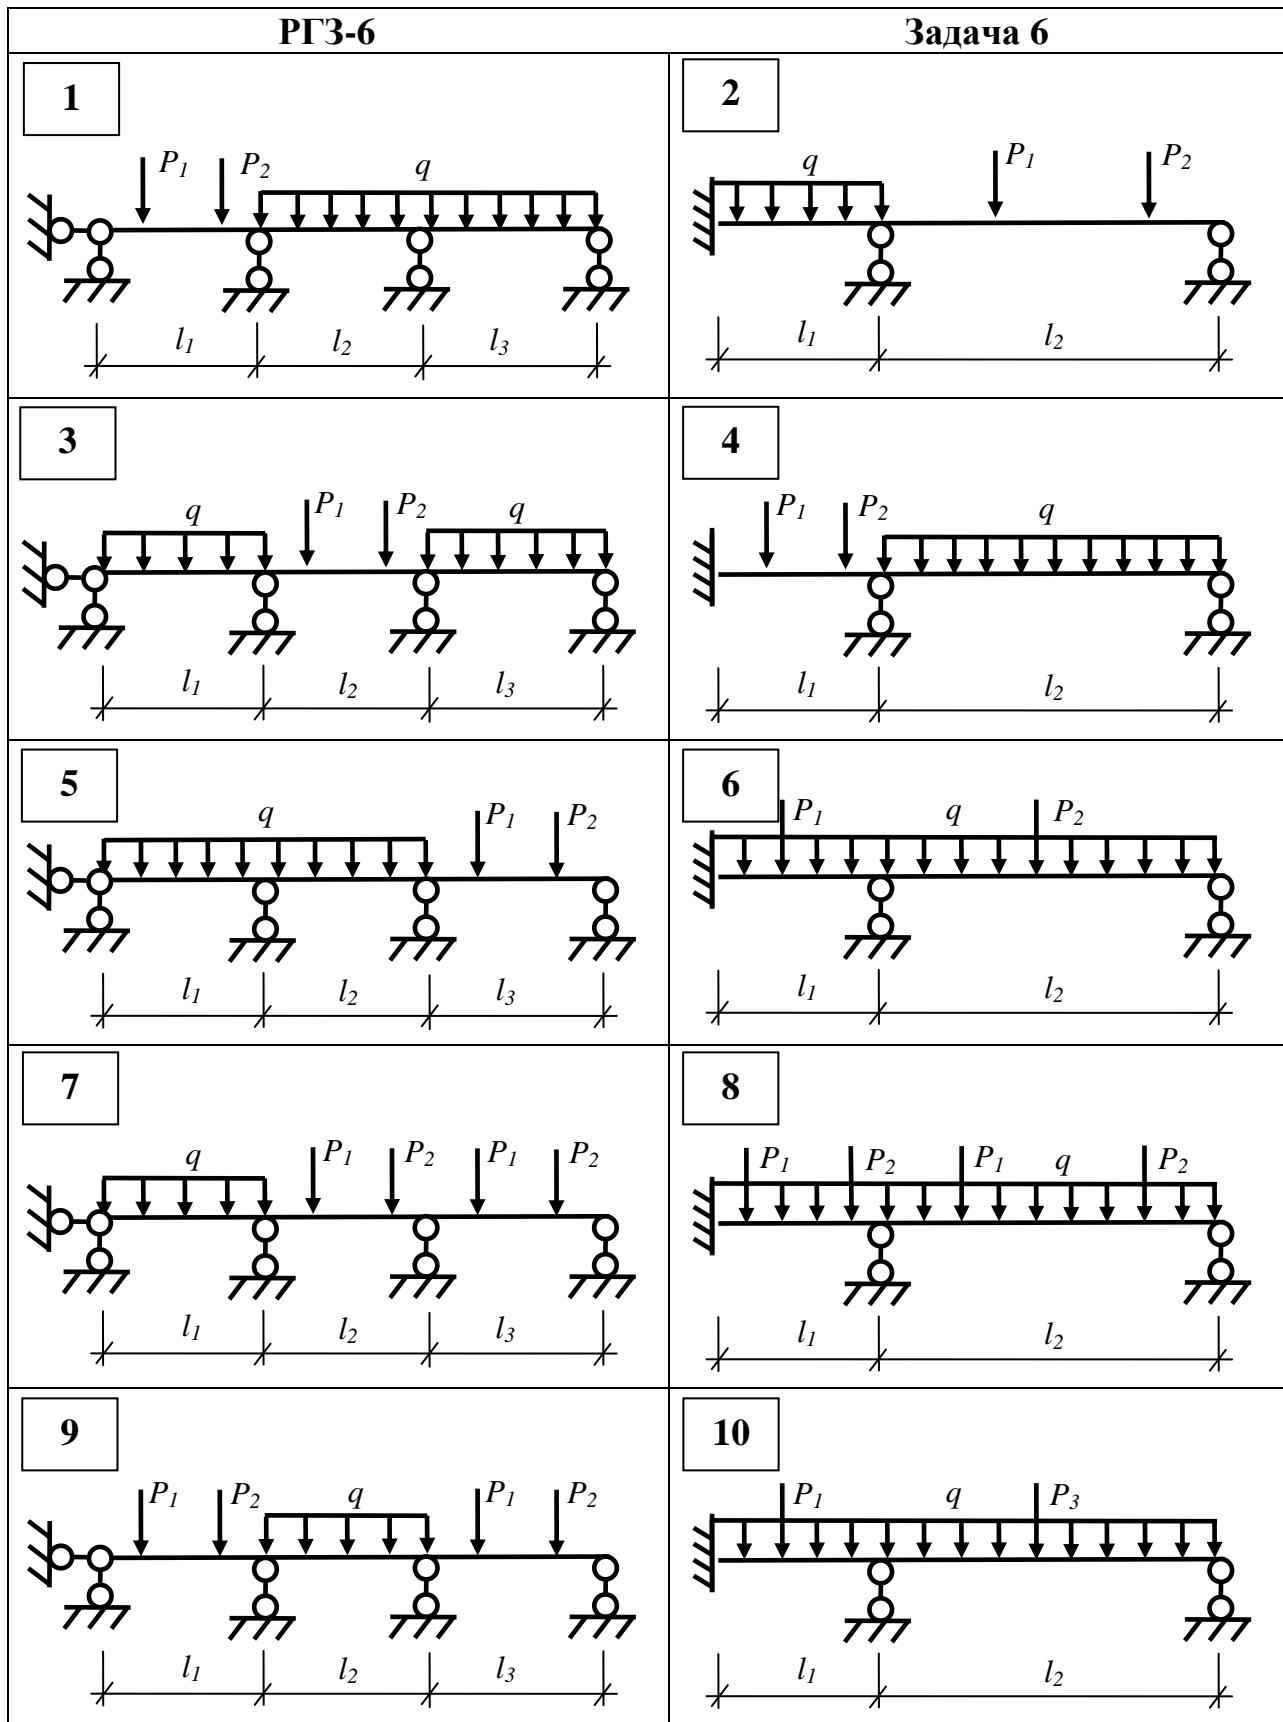 РГЗ-6 Задача 6
1
P1 P2 q
l1 l2 l3
2
q P1 P2
l1 l2
3
q P1 P2 q
l1 l2 l3
4
P1 P2 q
l1 l2
5
q P1 P2
l1 l2 l3
6
P1 q P2
l1 l2
7
q P1 P2 P1 P2
l1 l2 l3
8
P1 P2 P1 q P2
l1 l2
9
P1 P2 q P1 P2
l1 l2 l3
10
P1 q P3
l1 l2